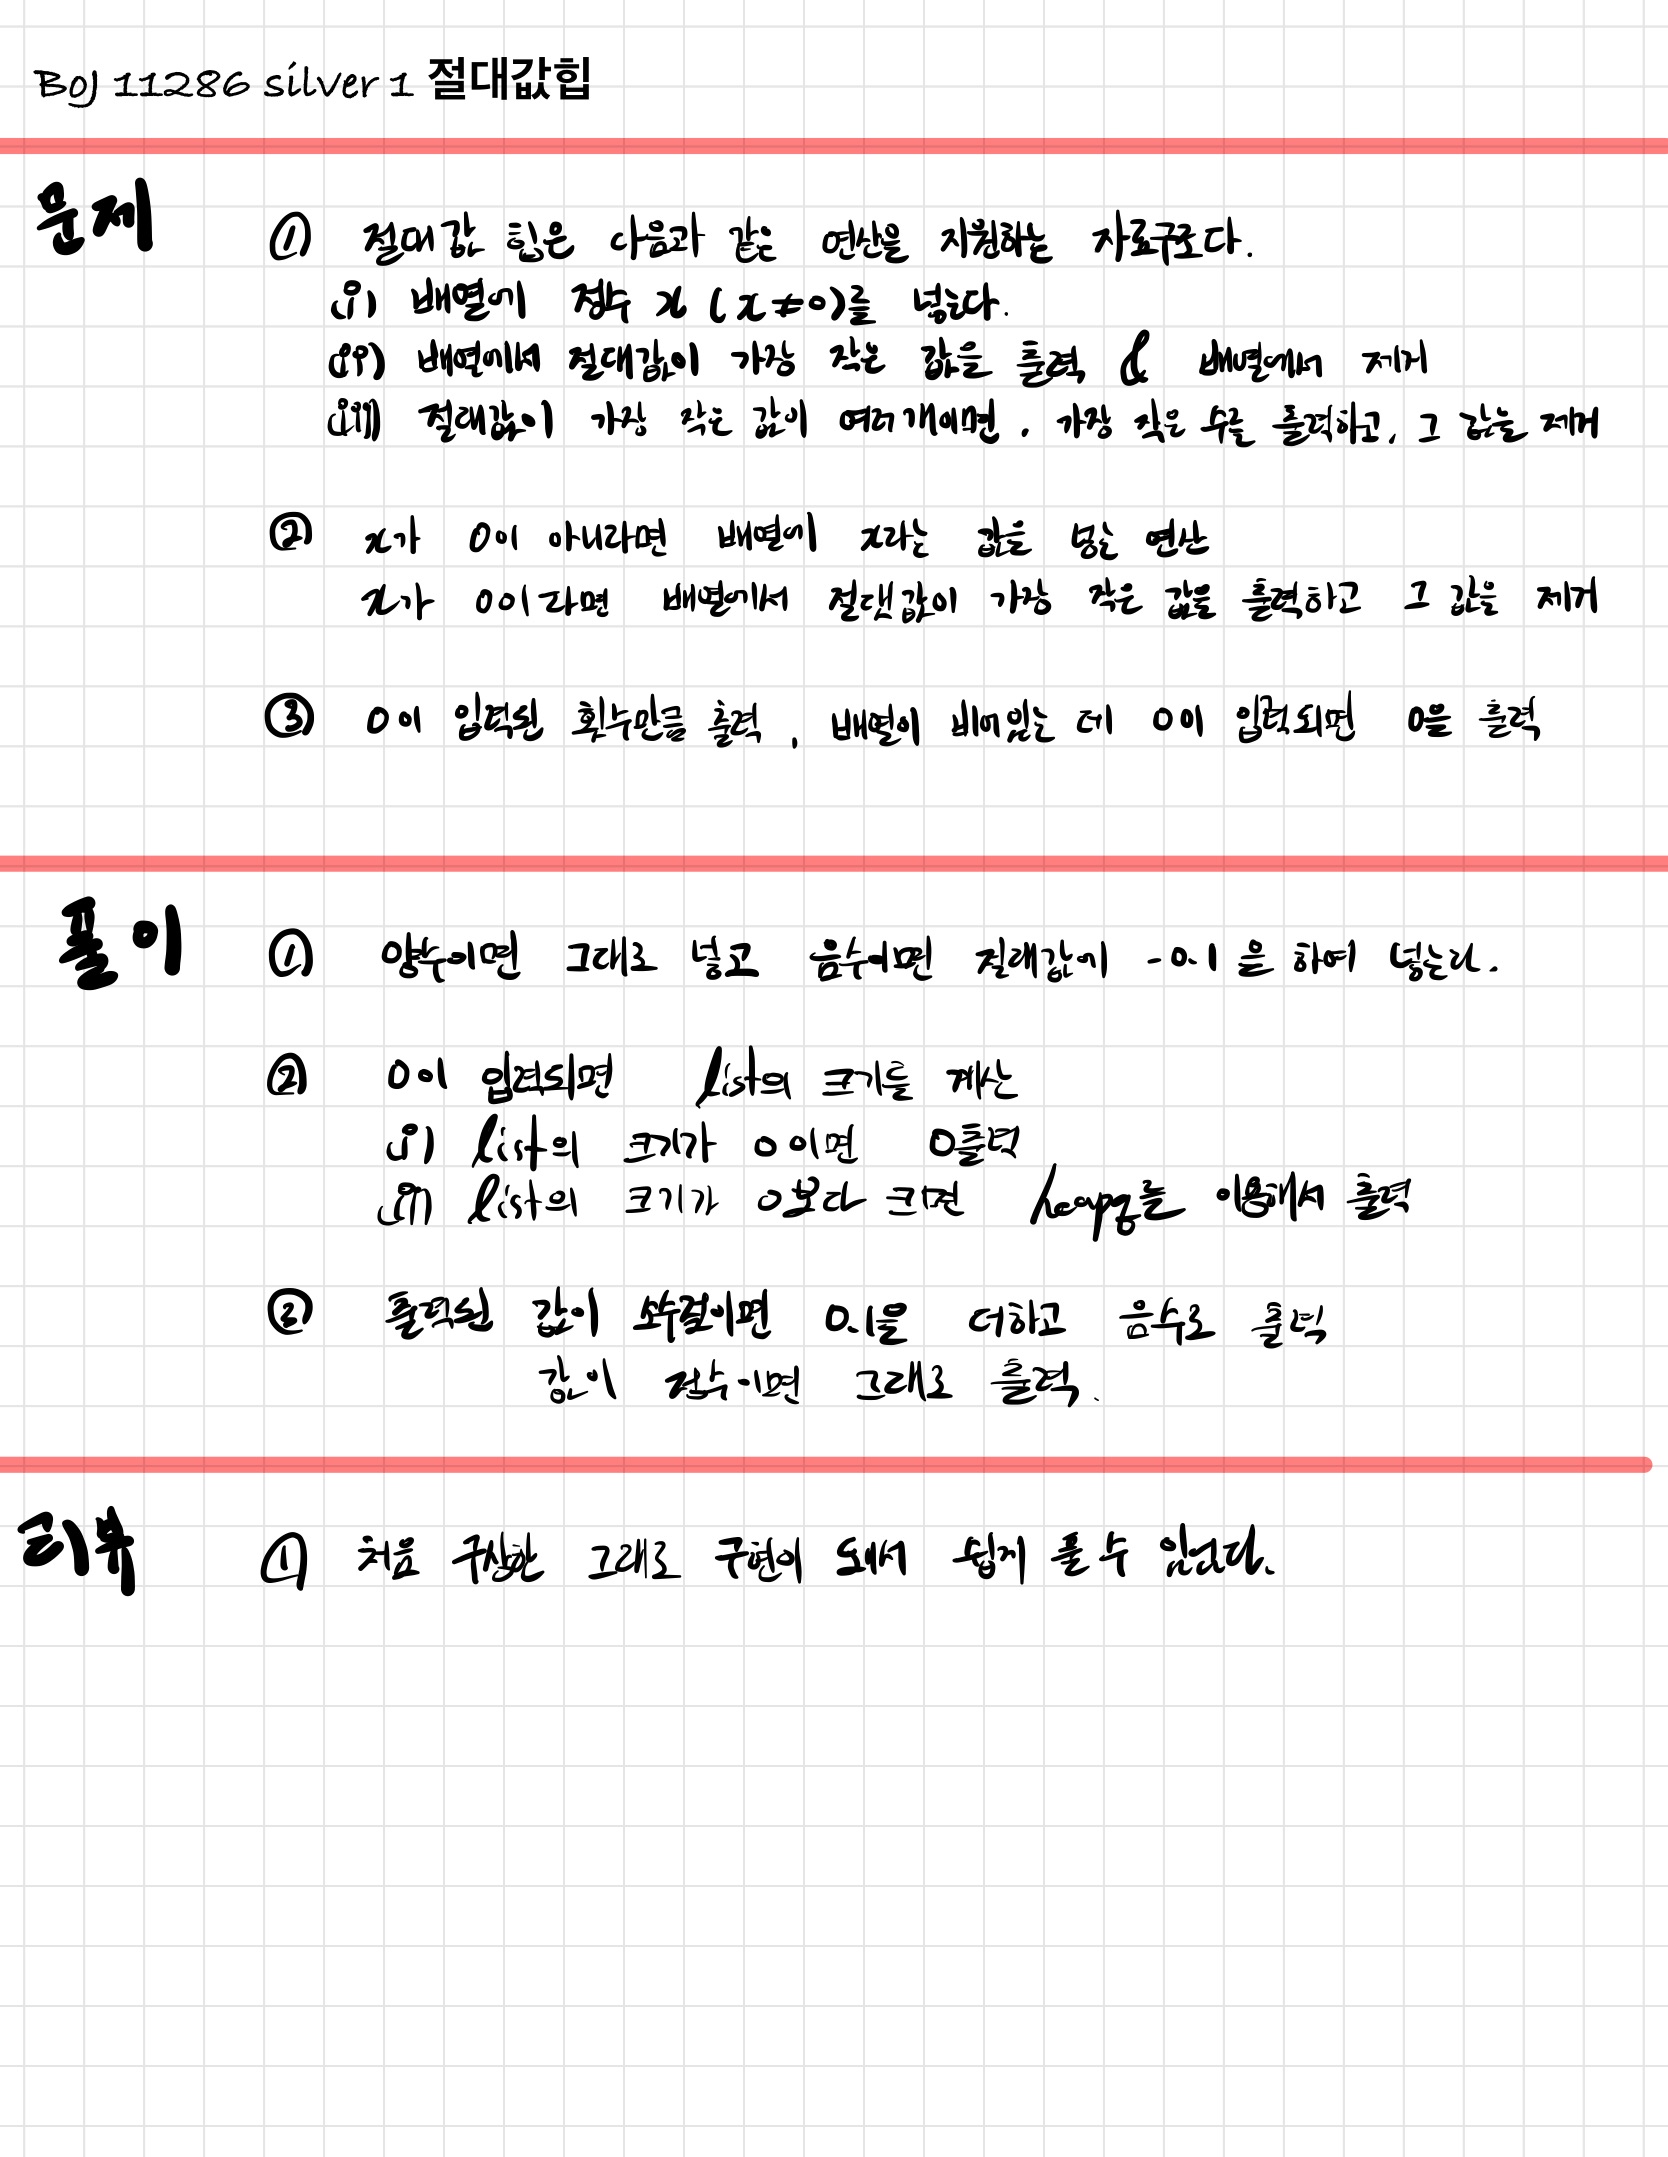 BOJ 11286 silver 1 절대값힙
문제
① 절대값 힙은 다음과 같은 연산을 지원하는 자료구조다.
(i) 배열에 정수 x (x≠0)를 넣는다.
(ii) 배열에서 절대값이 가장 작은 값을 출력 & 배열에서 제거
(iii) 절대값이 가장 작은 값이 여러개이면, 가장 작은 수를 출력하고, 그 값을 제거
② x가 0이 아니라면 배열에 x라는 값을 넣는 연산
x가 0이라면 배열에서 절댓값이 가장 작은 값을 출력하고 그 값을 제거
③ 0이 입력된 횟수만큼 출력, 배열이 비어있는 데 0이 입력되면 0을 출력
풀이
① 양수이면 그대로 넣고 음수이면 절대값에 -0.1을 하여 넣는다.
② 0이 입력되면 list의 크기를 계산
(i) list의 크기가 0이면 0출력
(ii) list의 크기가 0보다 크면 heapq를 이용해서 출력
② 출력된 값이 소수점이면 0.1을 더하고 음수로 출력
값이 정수이면 그대로 출력.
리뷰
① 처음 구상한 그대로 구현이 되서 쉽게 풀 수 있었다.